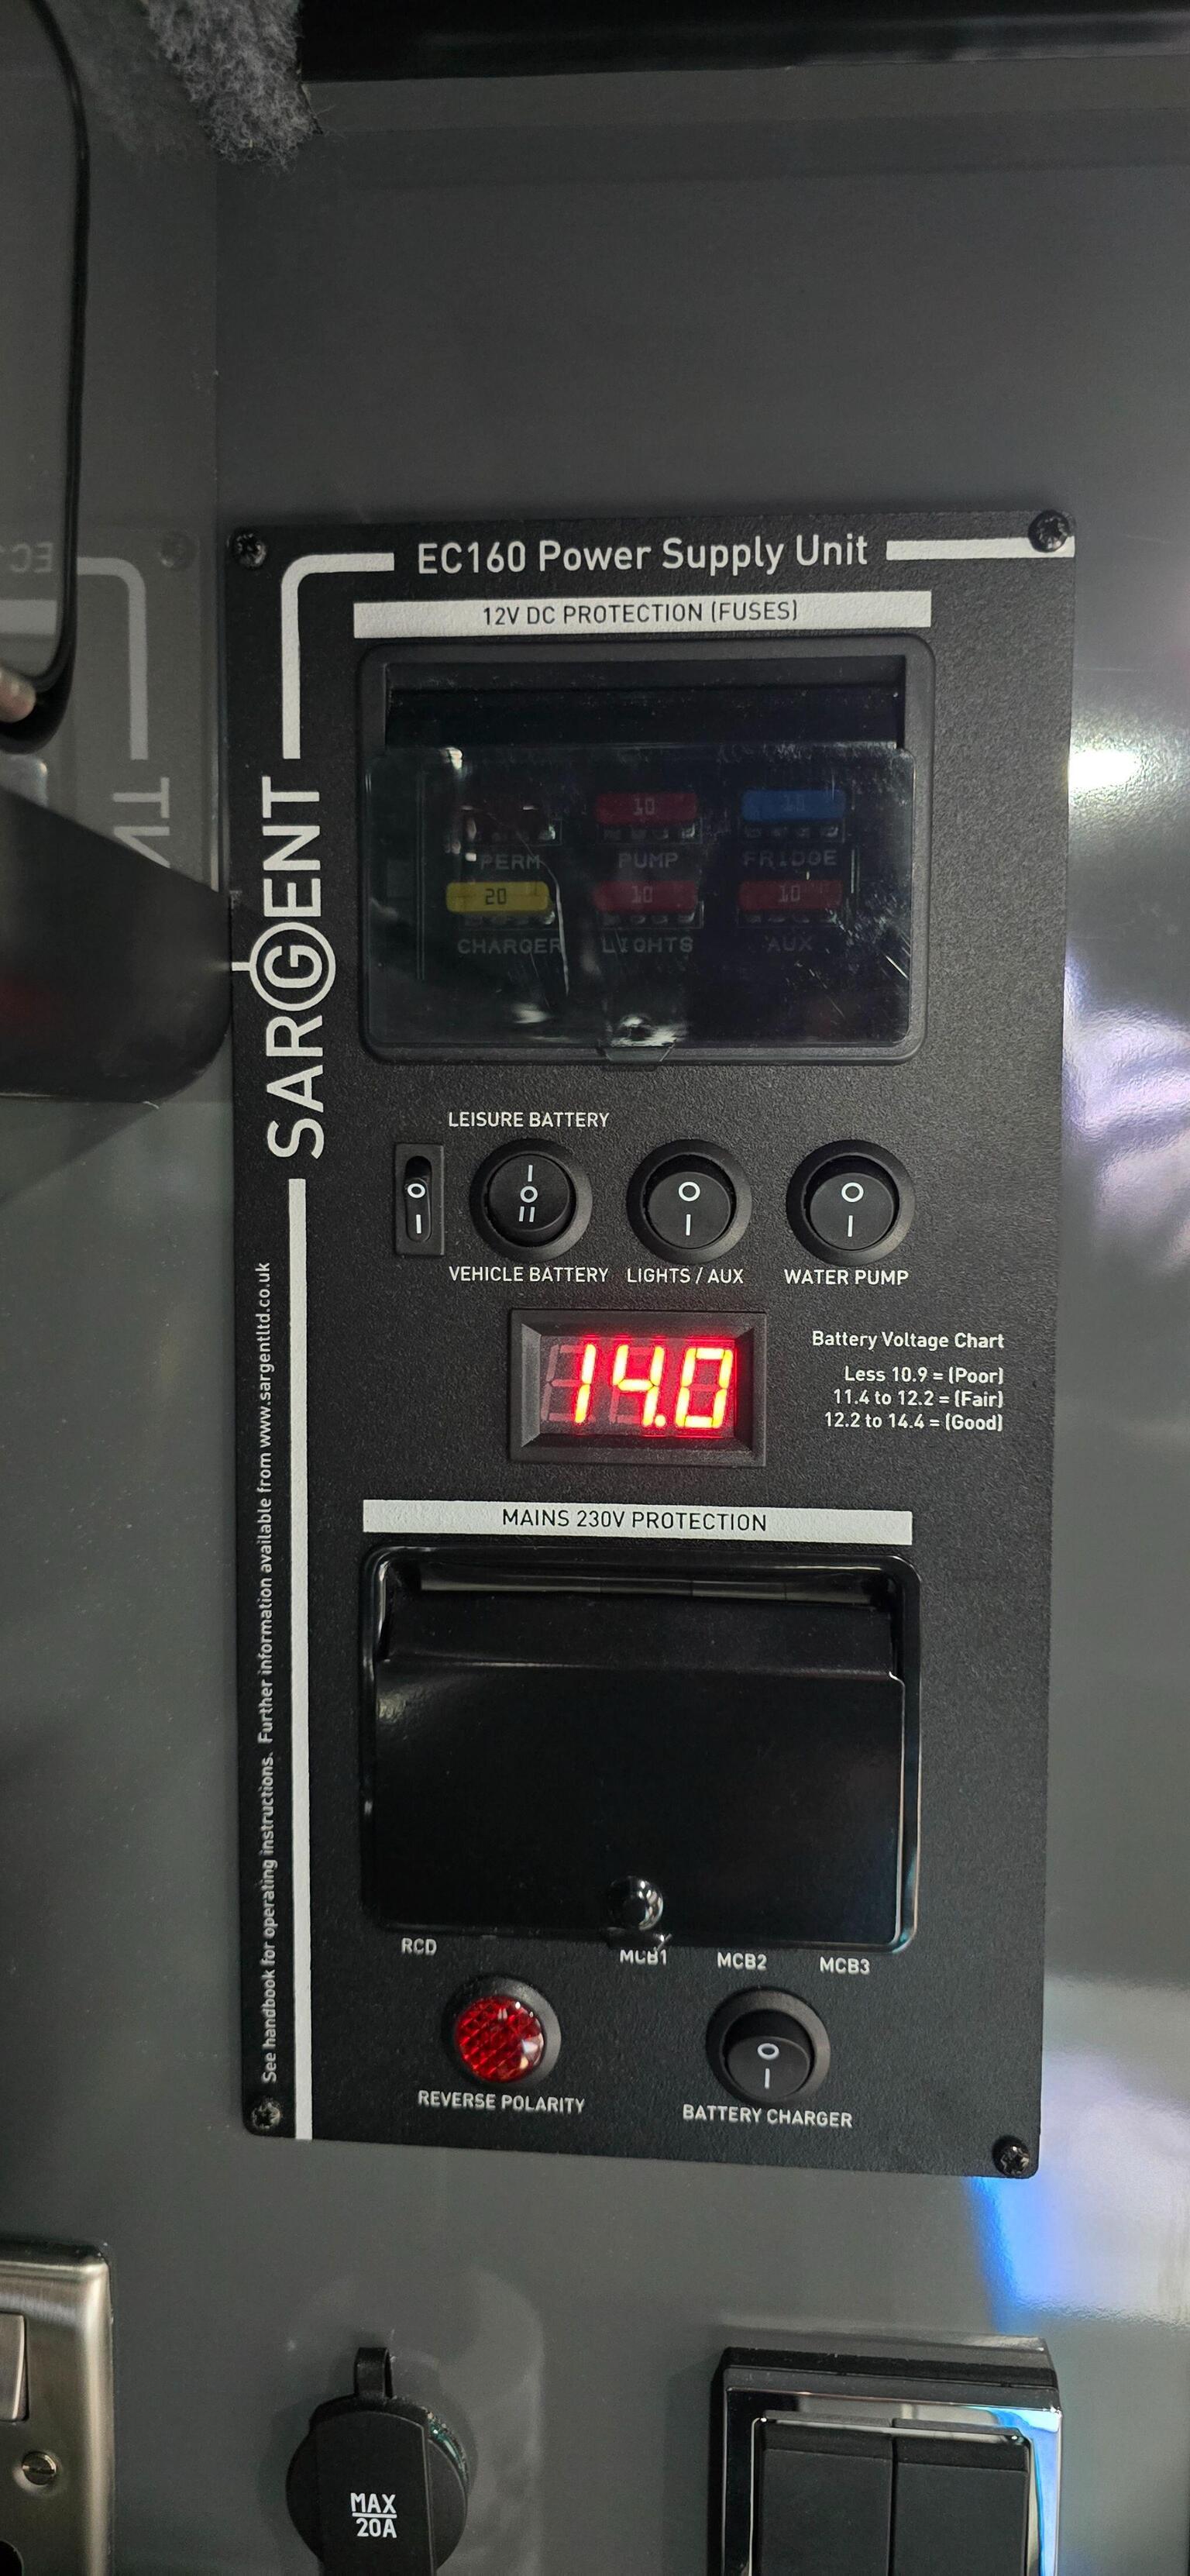 EC160 Power Supply Unit
12V DC PROTECTION (FUSES)
10
PERM
PUMP
FRIDGE
20
10
10
CHARGER
LIGHTS
AUX
SARGENT
See handbook for operating instructions. Further information available from www.sargentltd.co.uk
LEISURE BATTERY
VEHICLE BATTERY
LIGHTS / AUX
WATER PUMP
14.0
Battery Voltage Chart
Less 10.9 = (Poor)
11.4 to 12.2 = (Fair)
12.2 to 14.4 = (Good)
MAINS 230V PROTECTION
RCD
MCB1
MCB2
MCB3
REVERSE POLARITY
BATTERY CHARGER
MAX
20A